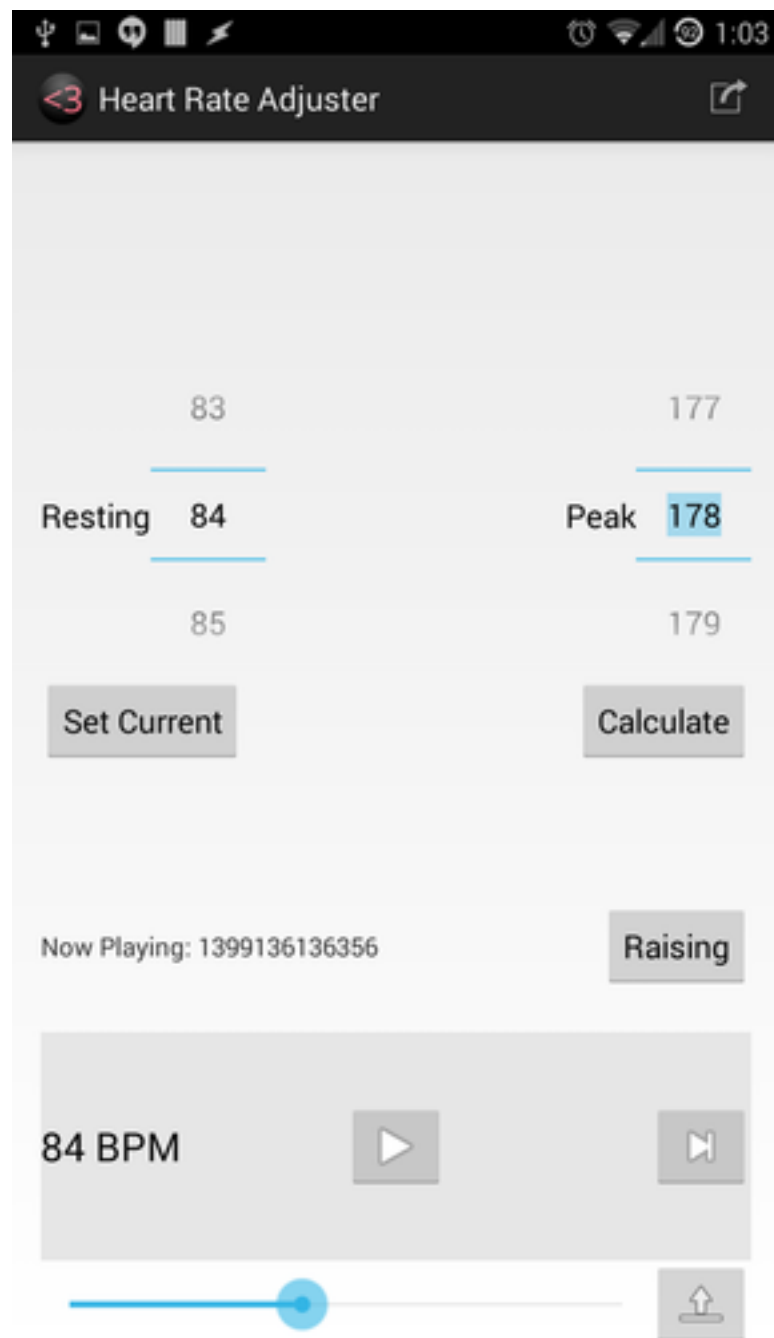 92 1:03
<3 Heart Rate Adjuster
83 177
Resting 84 Peak 178
85 179
Set Current Calculate
Now Playing: 1399136136356 Raising
84 BPM